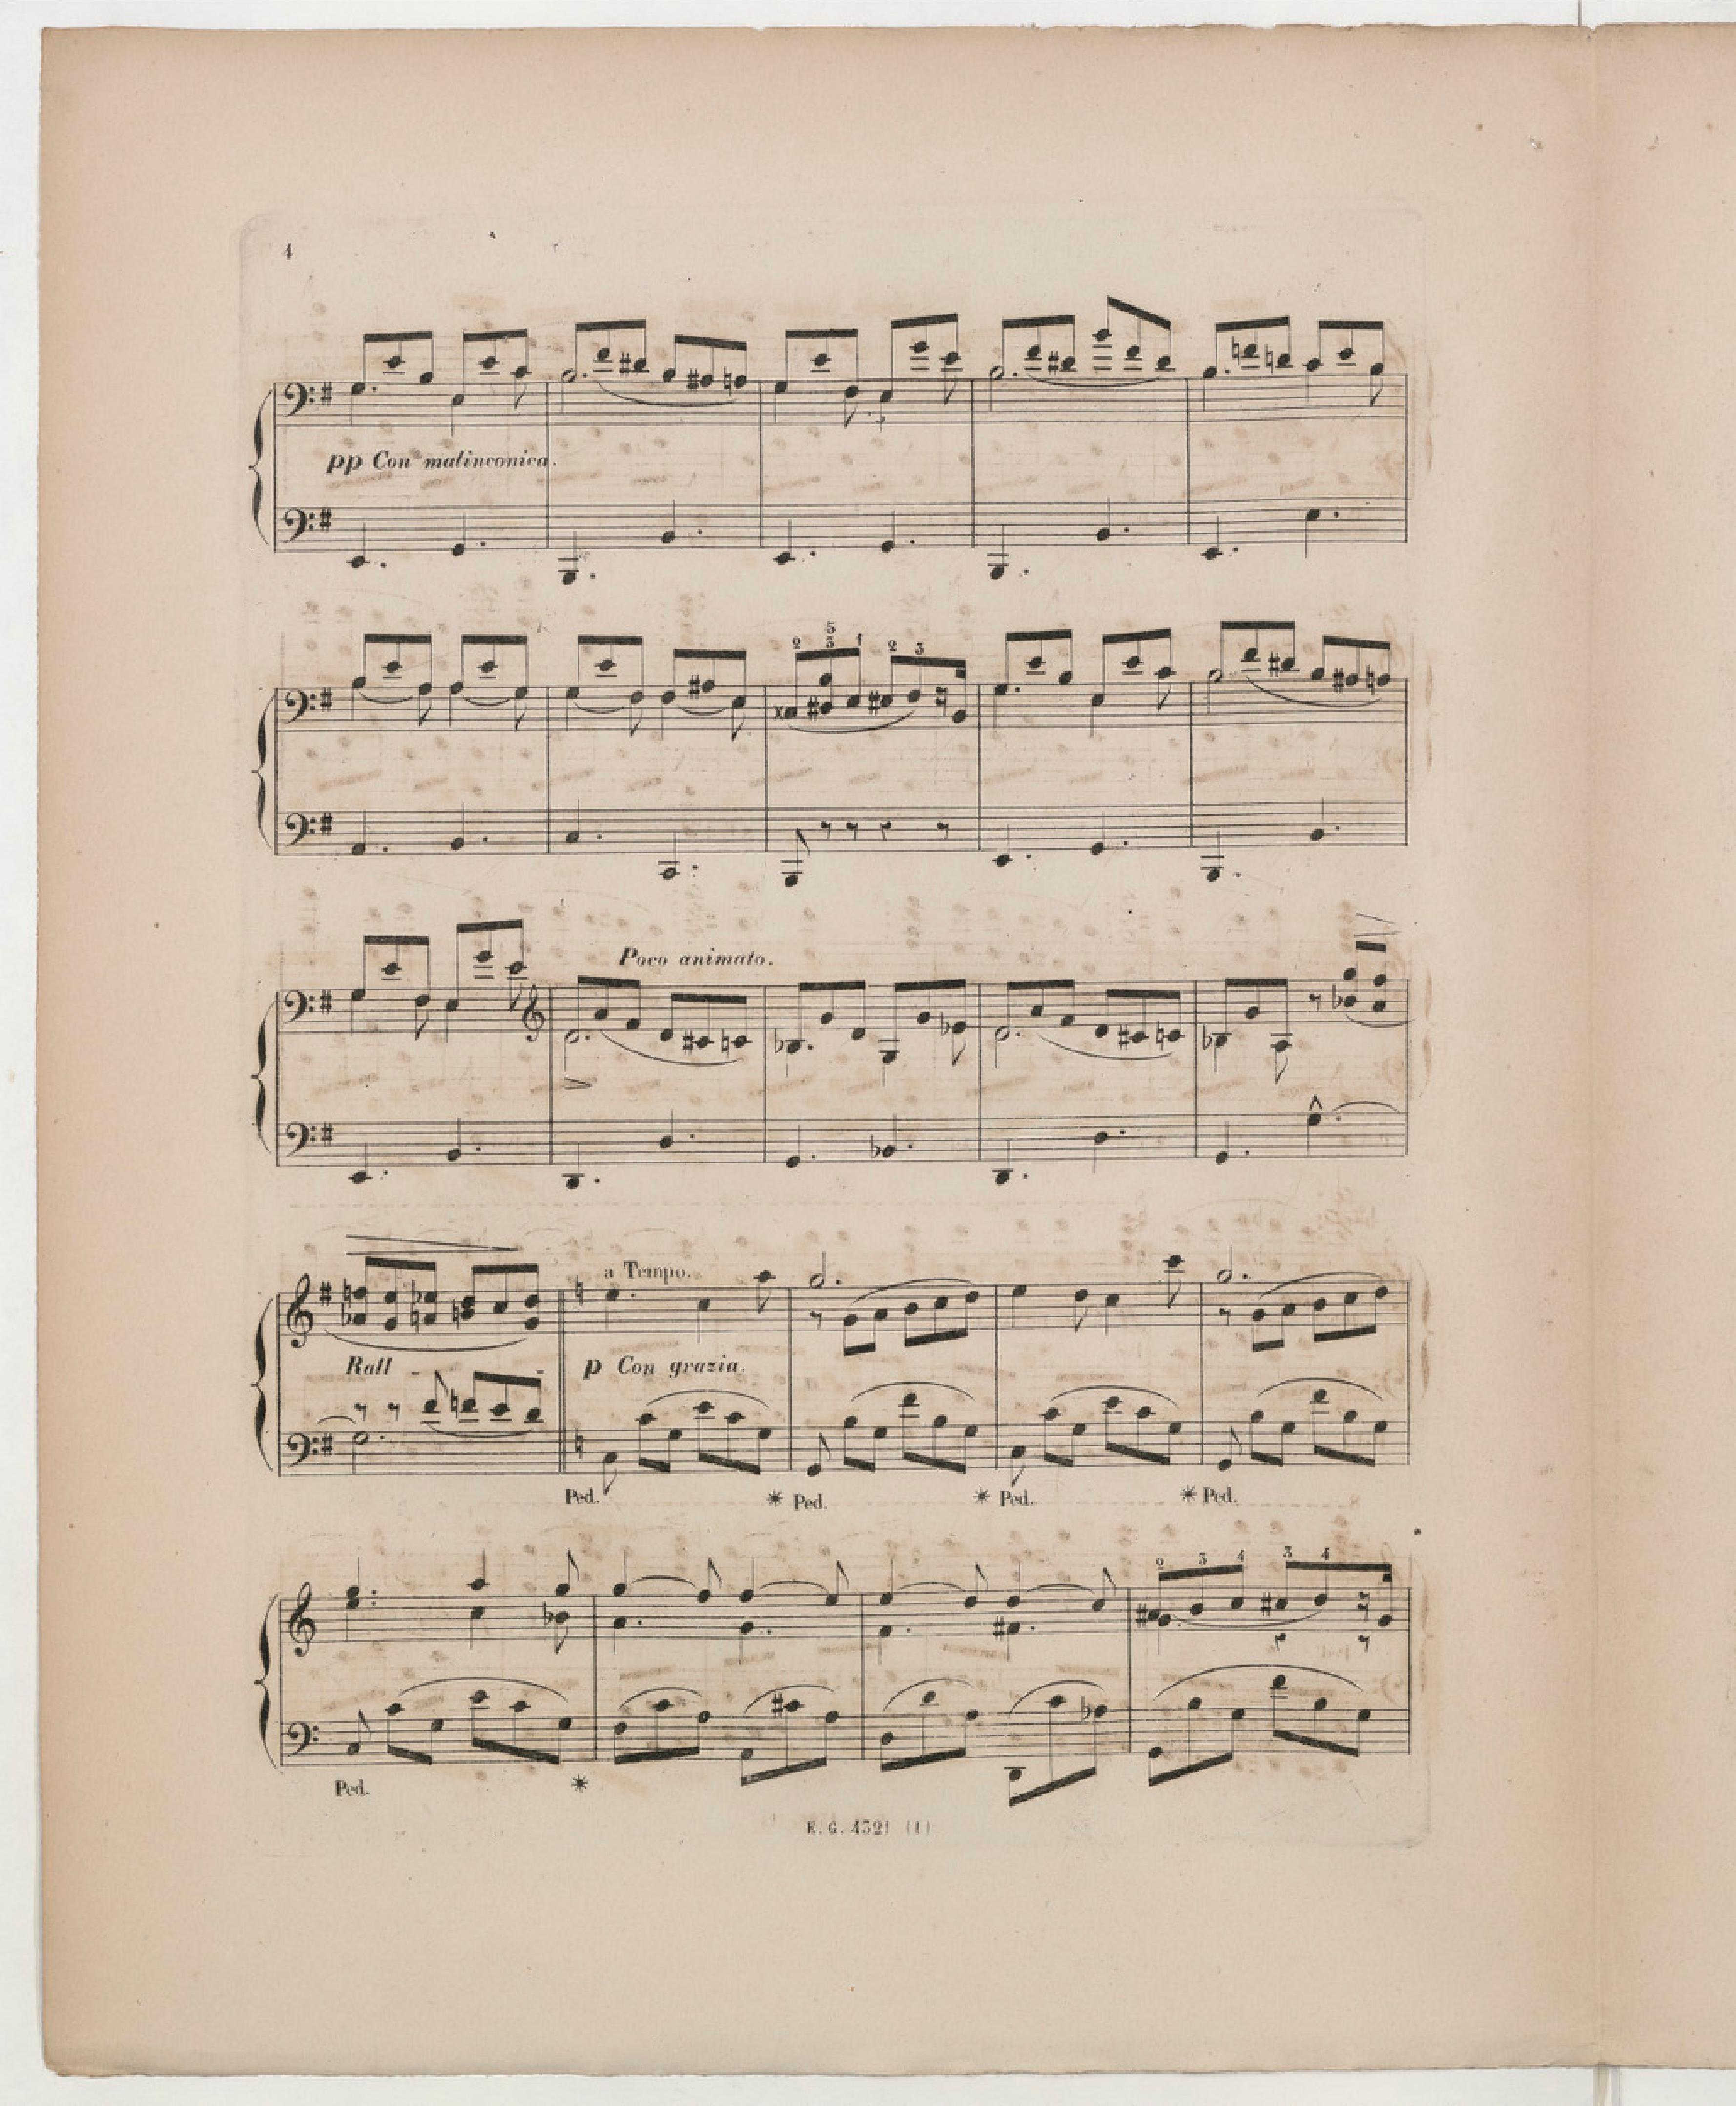 4
pp Con malinconica.
5
2 3 1 2 3
Poco animato.
a Tempo.
Rall - - p Con grazia.
Ped. * Ped. * Ped. * Ped.
2 3 4 3 4
Ped. *
E. G. 4321 (1)